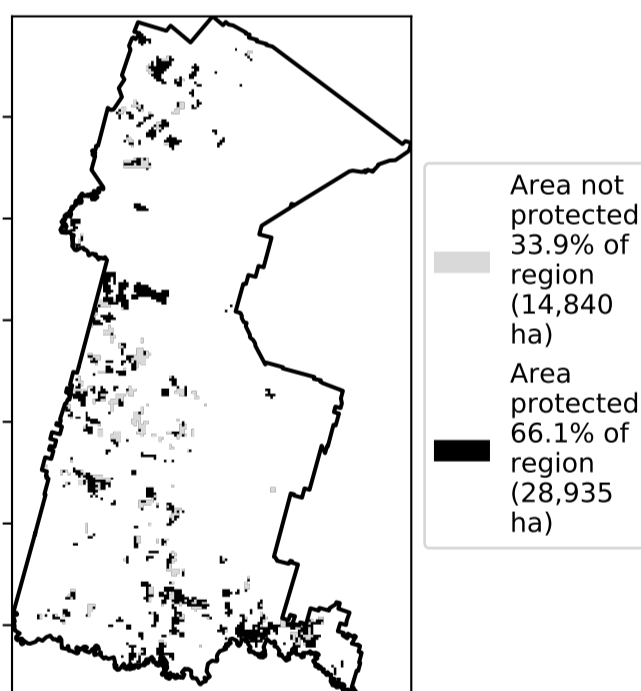 Area not
protected
33.9% of
region
(14,840
ha)
Area
protected
66.1% of
region
(28,935
ha)